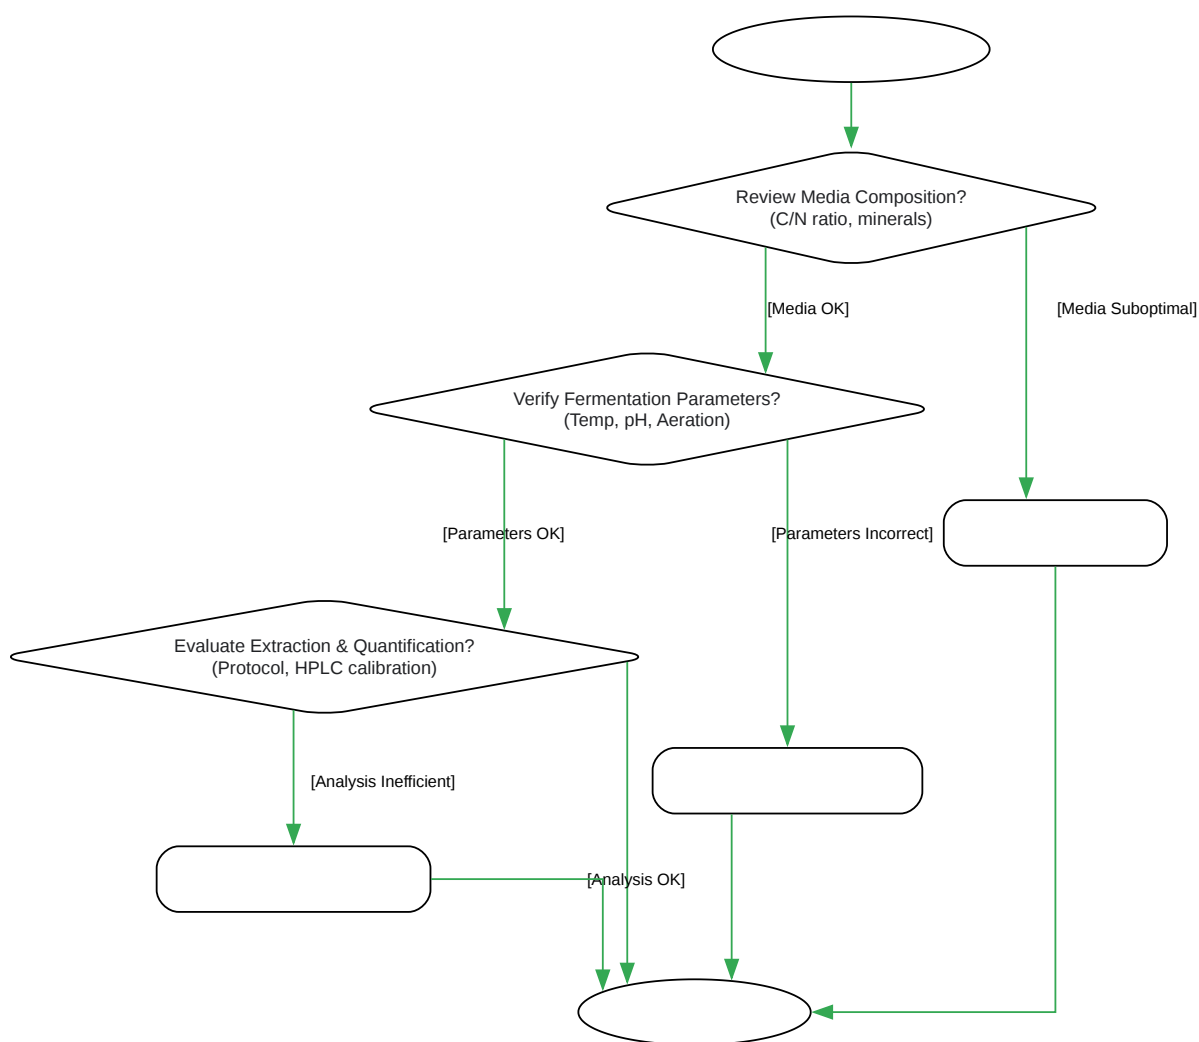 Review Media Composition?
(C/N ratio, minerals)
[Media OK]
[Media Suboptimal]
Verify Fermentation Parameters?
(Temp, pH, Aeration)
[Parameters OK]
[Parameters Incorrect]
Evaluate Extraction & Quantification?
(Protocol, HPLC calibration)
[Analysis Inefficient]
[Analysis OK]